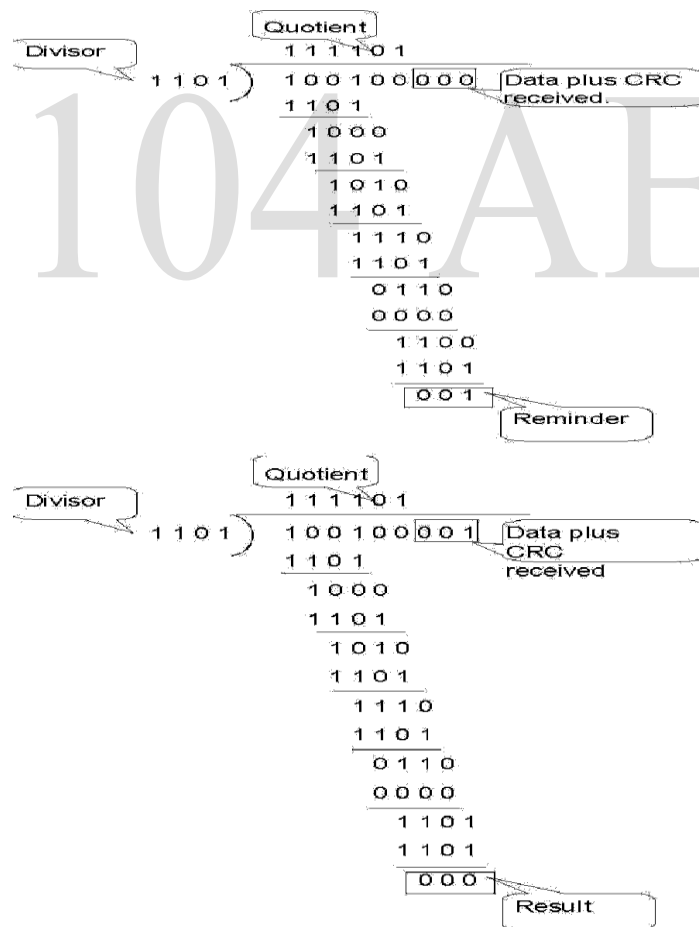 Quotient
Divisor
1 1 1 1 0 1
1 1 0 1
1 0 0 1 0 0 0 0 0
Data plus CRC
received.
1 1 0 1
1 0 0 0
1 1 0 1
1 0 1 0
1 1 0 1
1 1 1 0
1 1 0 1
0 1 1 0
0 0 0 0
1 1 0 0
1 1 0 1
0 0 1
Reminder
104 AE
Quotient
Divisor
1 1 1 1 0 1
1 1 0 1
1 0 0 1 0 0 0 0 1
Data plus
CRC
received
1 1 0 1
1 0 0 0
1 1 0 1
1 0 1 0
1 1 0 1
1 1 1 0
1 1 0 1
0 1 1 0
0 0 0 0
1 1 0 1
1 1 0 1
0 0 0
Result